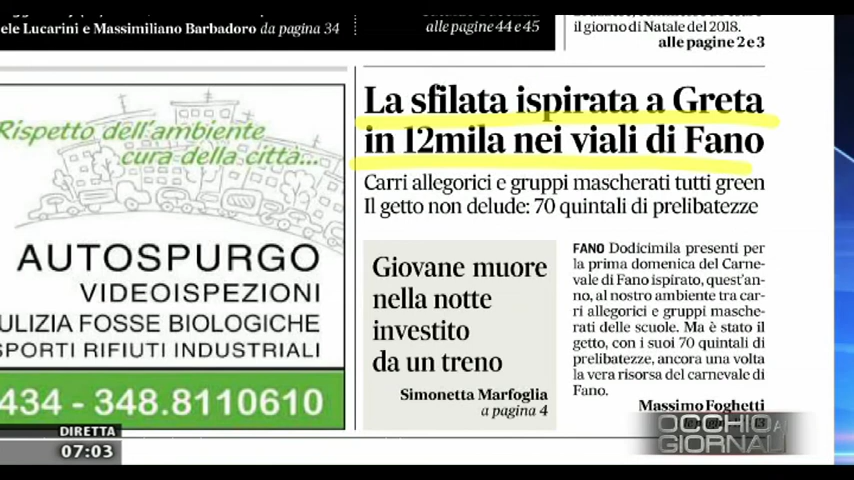 ele Lucarini e Massimiliano Barbadoro da pagina 34
alle pagine 44 e 45
il giorno di Natale del 2018.
alle pagine 2 e 3
Rispetto dell'ambiente
cura della città...
AUTOSPURGO
VIDEOISPEZIONI
ULIZIA FOSSE BIOLOGICHE
SPORTI RIFIUTI INDUSTRIALI
434 - 348.8110610
La sfilata ispirata a Greta
in 12mila nei viali di Fano
Carri allegorici e gruppi mascherati tutti green
Il getto non delude: 70 quintali di prelibatezze
Giovane muore
nella notte
investito
da un treno
Simonetta Marfoglia
a pagina 4
FANO Dodicimila presenti per
la prima domenica del Carne-
vale di Fano ispirato, quest'an-
no, al nostro ambiente tra car-
ri allegorici e gruppi masche-
rati delle scuole. Ma è stato il
getto, con i suoi 70 quintali di
prelibatezze, ancora una volta
la vera risorsa del carnevale di
Fano.
Massimo Foghetti
OCCHIO AI
GIORNALI
DIRETTA
07:03